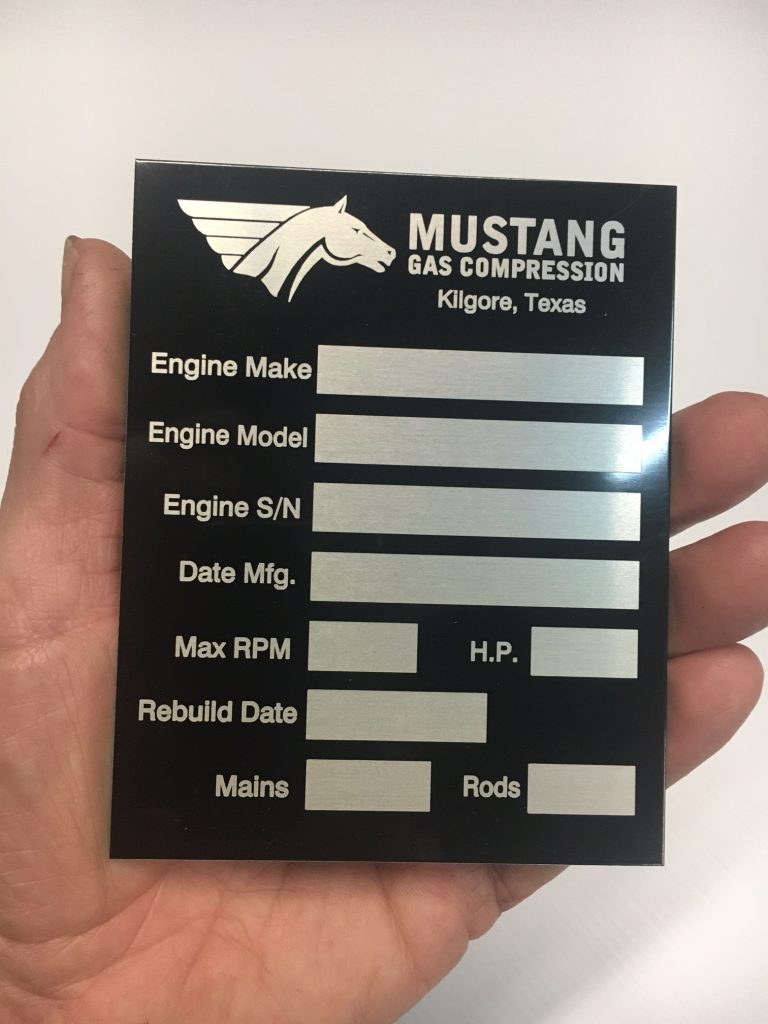 MUSTANG
GAS COMPRESSION
Kilgore, Texas
Engine Make
Engine Model
Engine S/N
Date Mfg.
Max RPM H.P.
Rebuild Date
Mains Rods